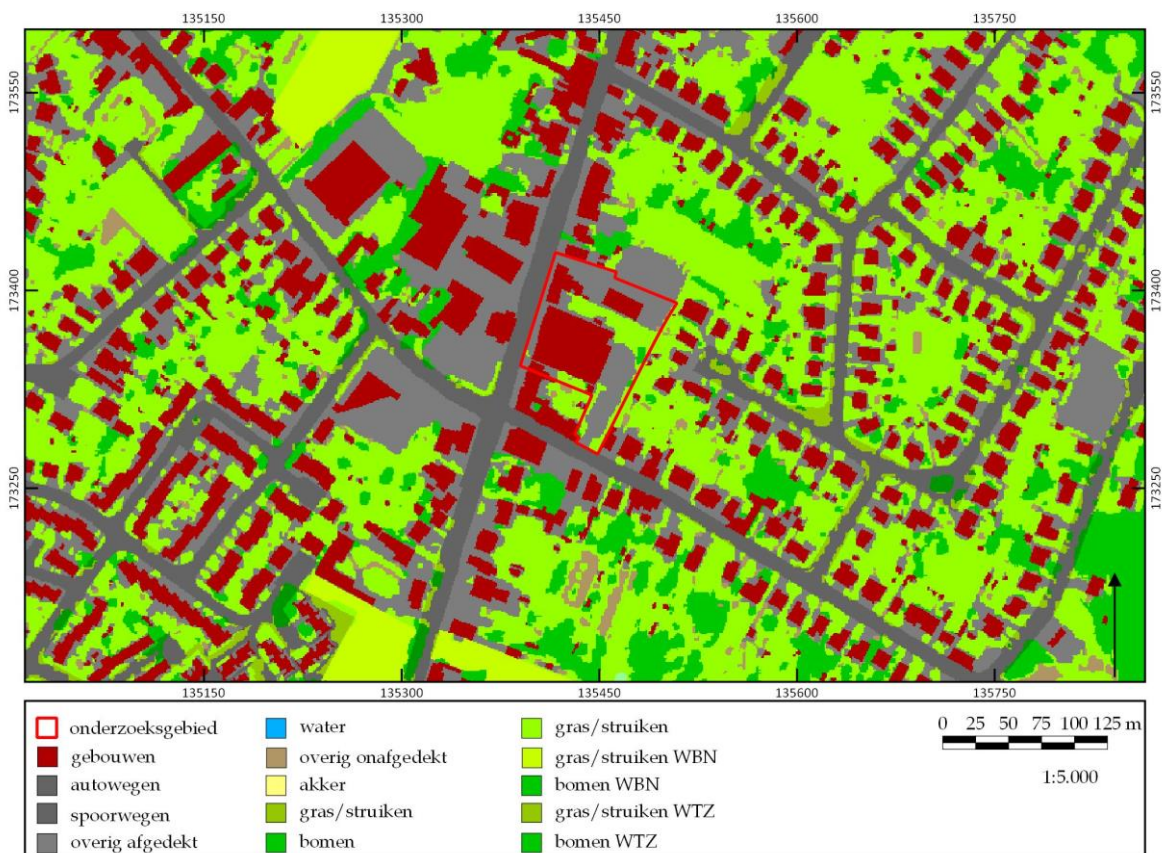 135150 135300 135450 135600 135750
173550 173550
173400 173400
173250 173250
135150 135300 135450 135600 135750
onderzoeksgebied water gras/struiken 0 25 50 75 100 125 m
gebouwen overig onafgedekt gras/struiken WBN
autowegen akker bomen WBN 1:5.000
spoorwegen gras/struiken gras/struiken WTZ
overig afgedekt bomen bomen WTZ